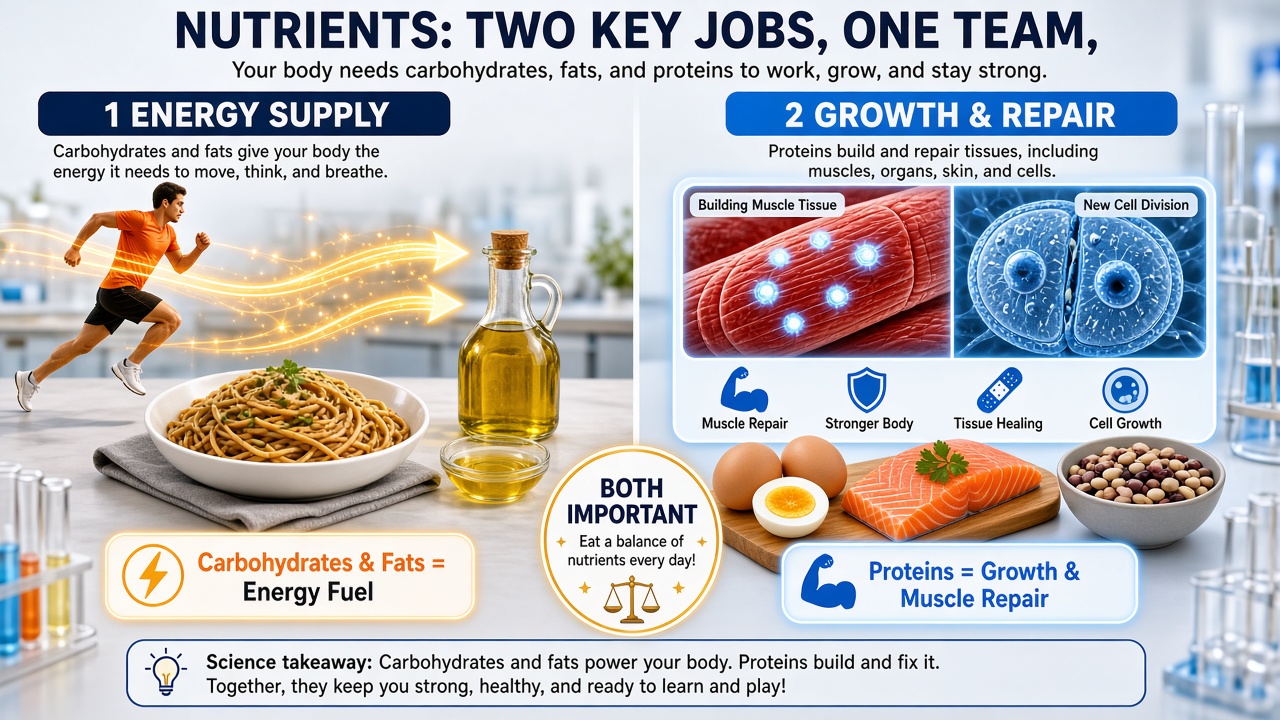 NUTRIENTS: TWO KEY JOBS, ONE TEAM,
Your body needs carbohydrates, fats, and proteins to work, grow, and stay strong.
1 ENERGY SUPPLY
Carbohydrates and fats give your body the
energy it needs to move, think, and breathe.
2 GROWTH & REPAIR
Proteins build and repair tissues, including
muscles, organs, skin, and cells.
Building Muscle Tissue
New Cell Division
Muscle Repair
Stronger Body
Tissue Healing
Cell Growth
BOTH
IMPORTANT
Eat a balance of
nutrients every day!
Carbohydrates & Fats =
Energy Fuel
Proteins = Growth &
Muscle Repair
Science takeaway: Carbohydrates and fats power your body. Proteins build and fix it.
Together, they keep you strong, healthy, and ready to learn and play!